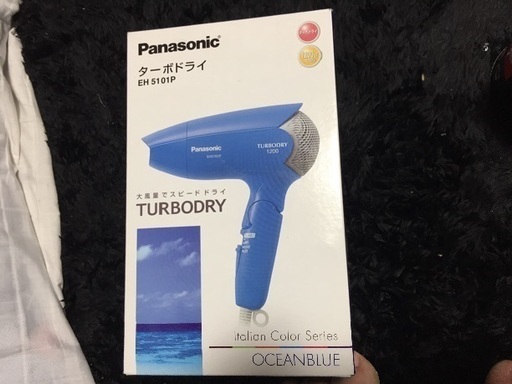 Panasonic
ターボドライ
EH 5101P
Panasonic
TURBODRY
1200
大風量でスピードドライ
TURBODRY
Italian Color Series
OCEANBLUE